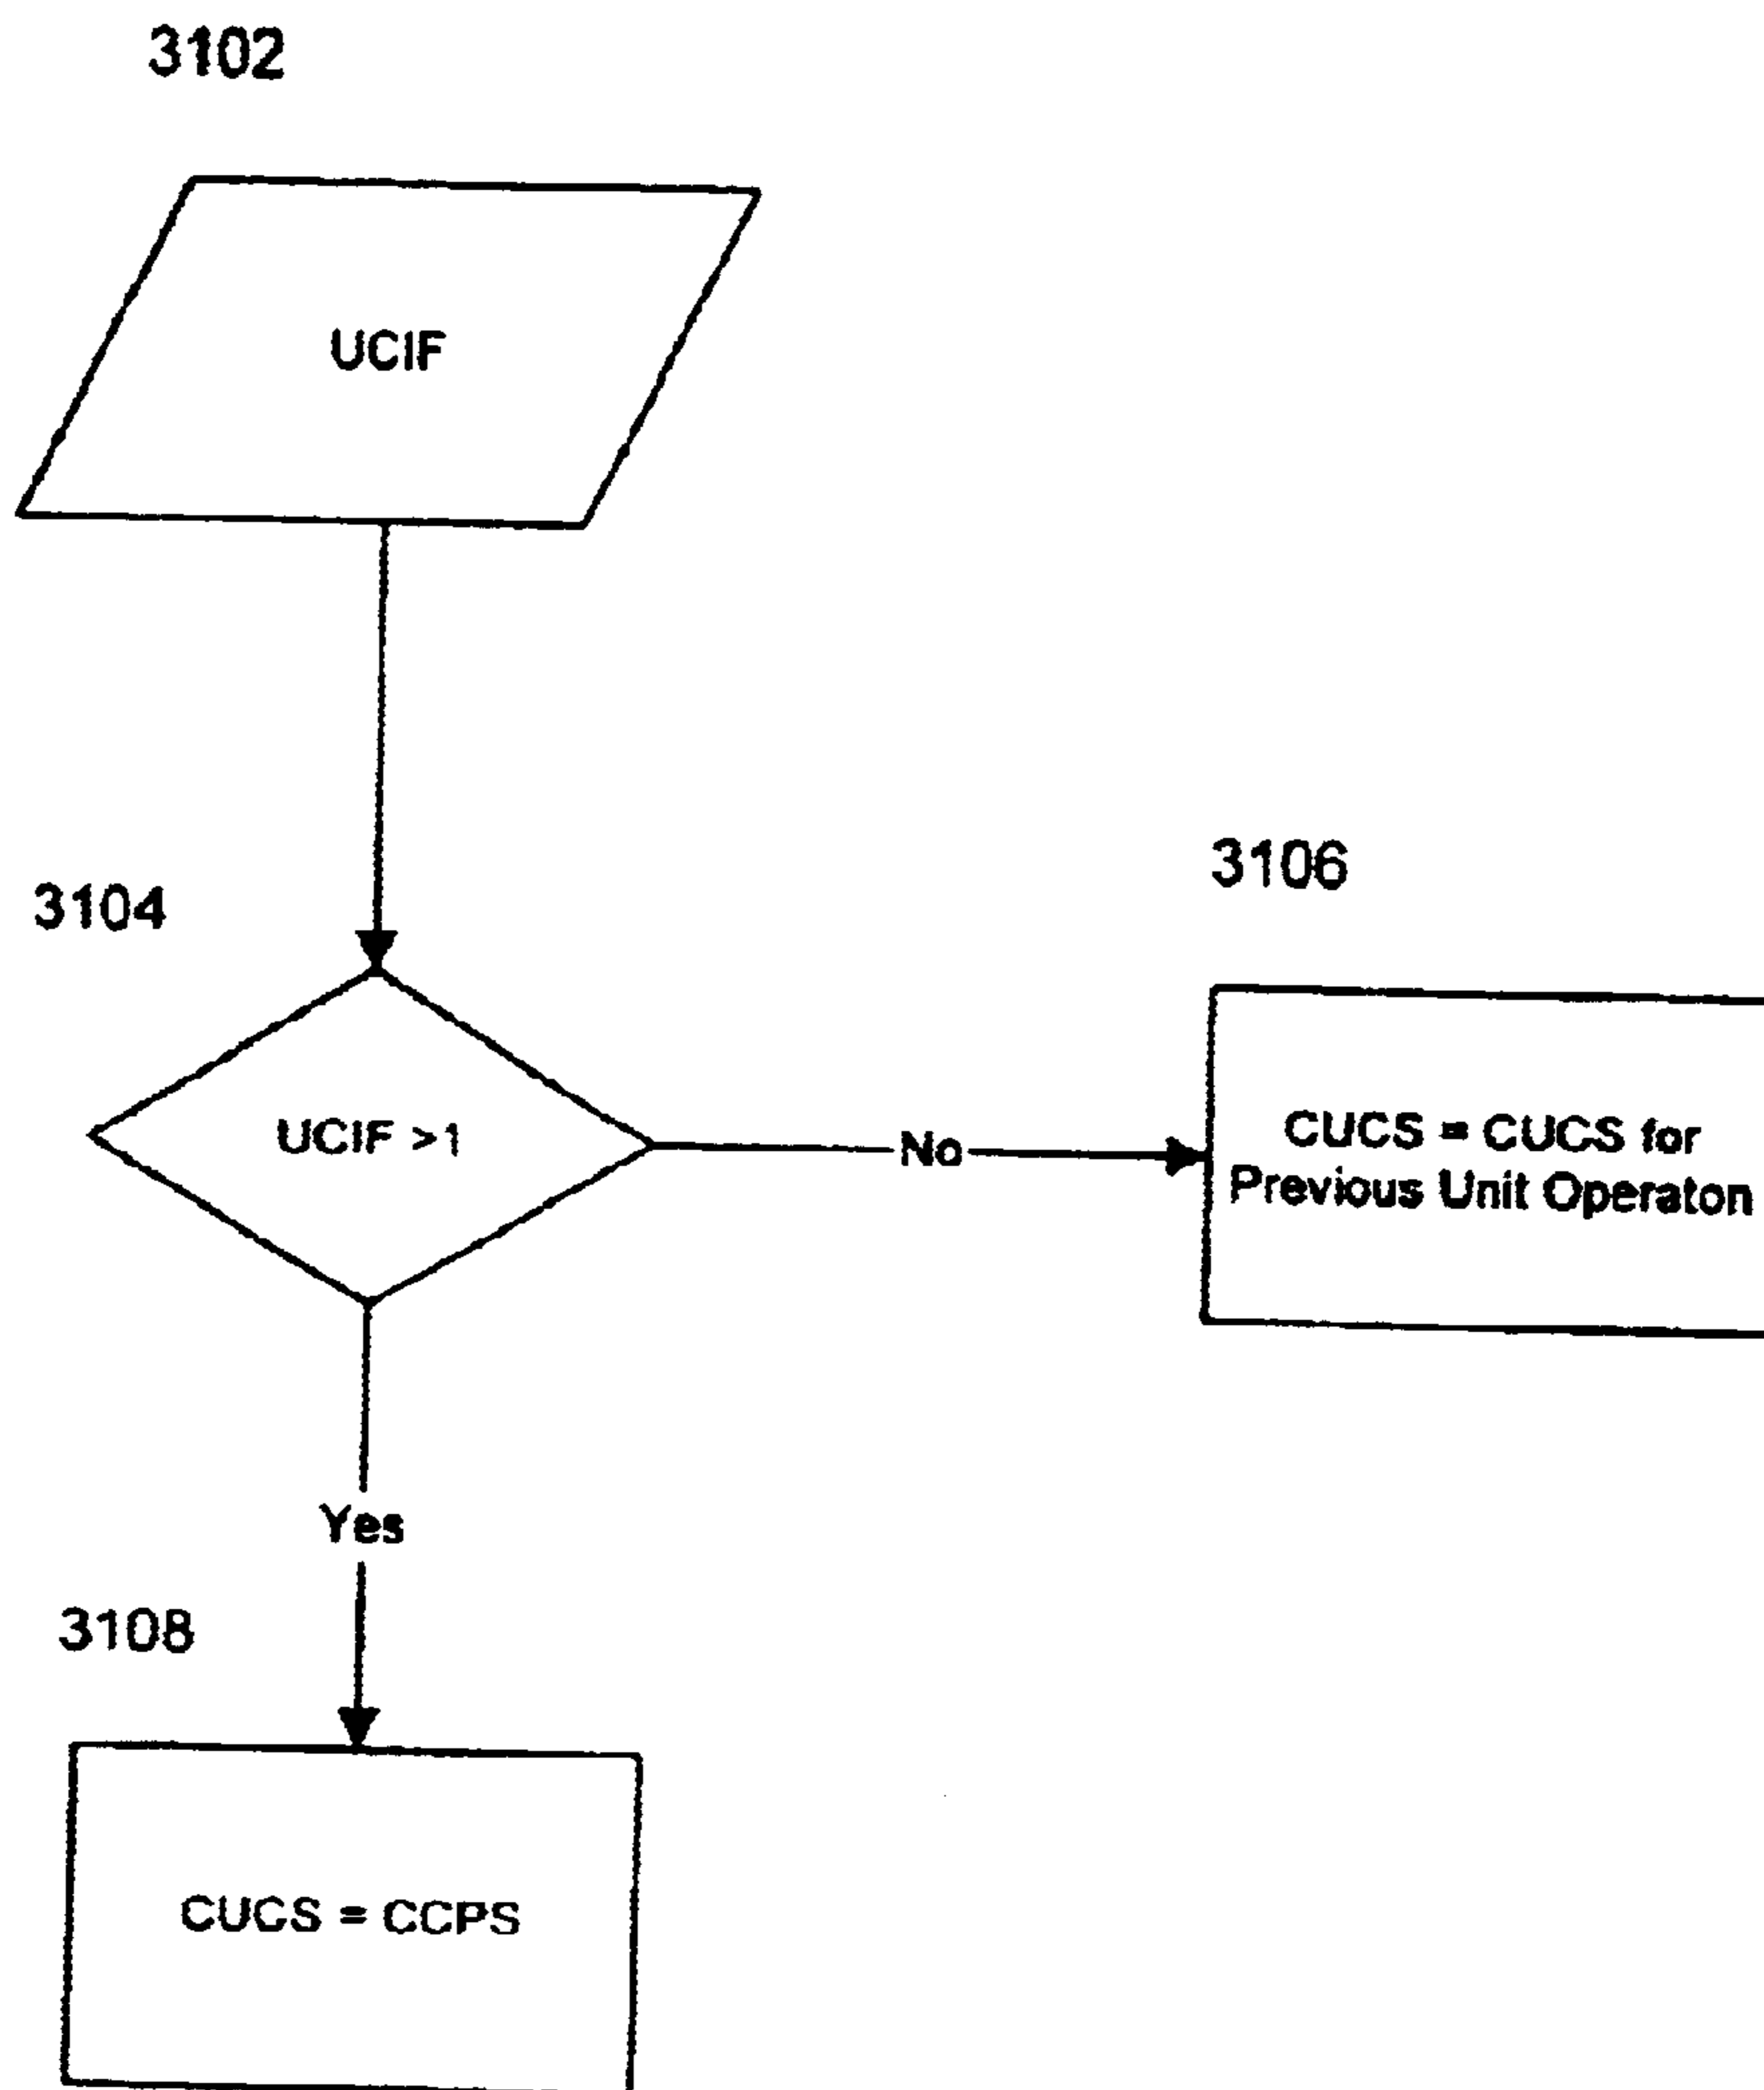 3102
UCIF
3104
UCIF >1
No
3106
CUCS = CUCS for
Previous Unit Operaton
Yes
3108
CUCS = CCPS